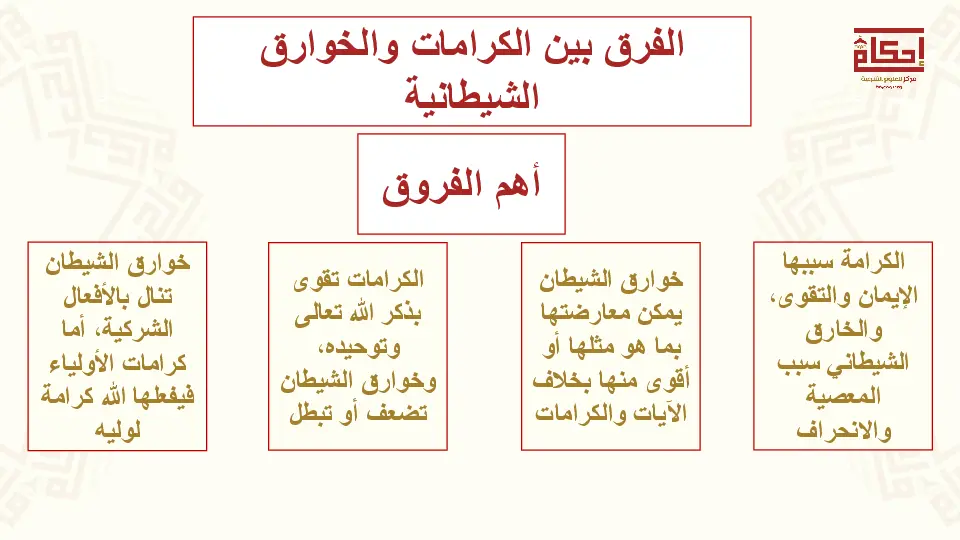 الفرق بين الكرامات والخوارق
الشيطانية
إحكام
مركز للعلوم الشرعية
أهم الفروق
الكرامة سببها
الإيمان والتقوى،
والخارق
الشيطاني سبب
المعصية
والانحراف
خوارق الشيطان
يمكن معارضتها
بما هو مثلها أو
أقوى منها بخلاف
الآيات والكرامات
الكرامات تقوى
بذكر الله تعالى
وتوحيده،
وخوارق الشيطان
تضعف أو تبطل
خوارق الشيطان
تنال بالأفعال
الشركية، أما
كرامات الأولياء
فيفعلها الله كرامة
لوليه